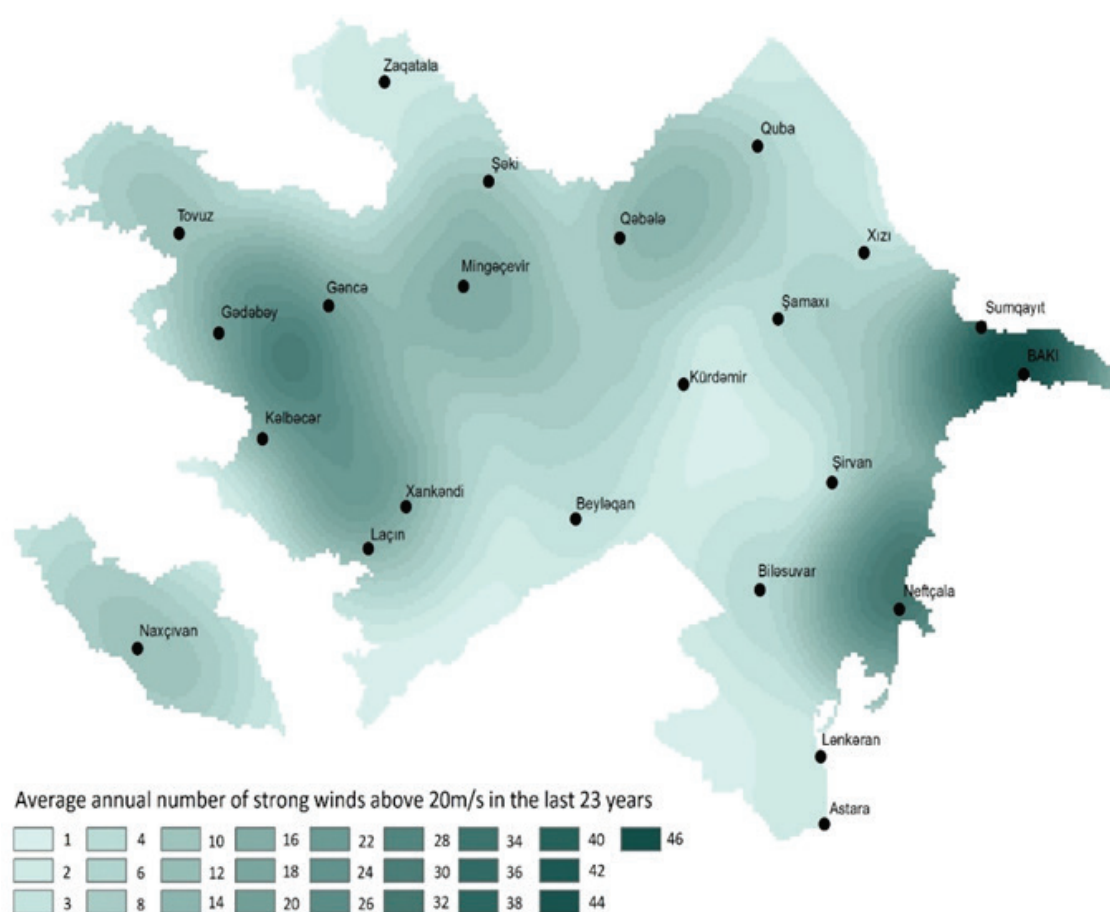 Zaqatala
Quba
Şəki
Tovuz
Qəbələ
Xızı
Mingəçevir
Gəncə
Gədəbəy
Şamaxı
Sumqayıt
BAKI
Kürdəmir
Kəlbəcər
Şirvan
Xankəndi
Beyləqan
Laçın
Biləsuvar
Neftçala
Naxçıvan
Lənkəran
Astara
Average annual number of strong winds above 20m/s in the last 23 years
1 4 10 16 22 28 34 40 46
2 6 12 18 24 30 36 42
3 8 14 20 26 32 38 44